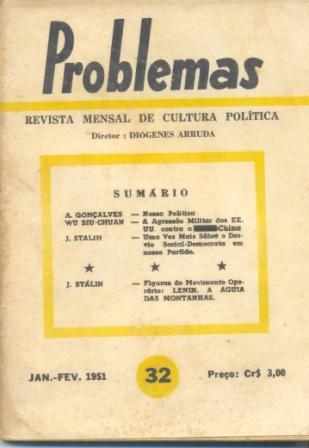 Problemas
REVISTA MENSAL DE CULTURA POLÍTICA
Diretor : DIÓGENES ARRUDA
SUMÁRIO
A. GONÇALVES — Nossa Política
WU SIU-CHUAN — A Agressão Militar dos EE.
UU. contra a China
J. STALIN — Uma Vez Mais Sôbre o Des-
vio Social-Democrata em
nosso Partido.
J. STÁLIN — Figuras do Movimento Ope-
rário: LENIN, A AGUIA
DAS MONTANHAS.
JAN.-FEV. 1951
32
Preço: Cr$ 3,00